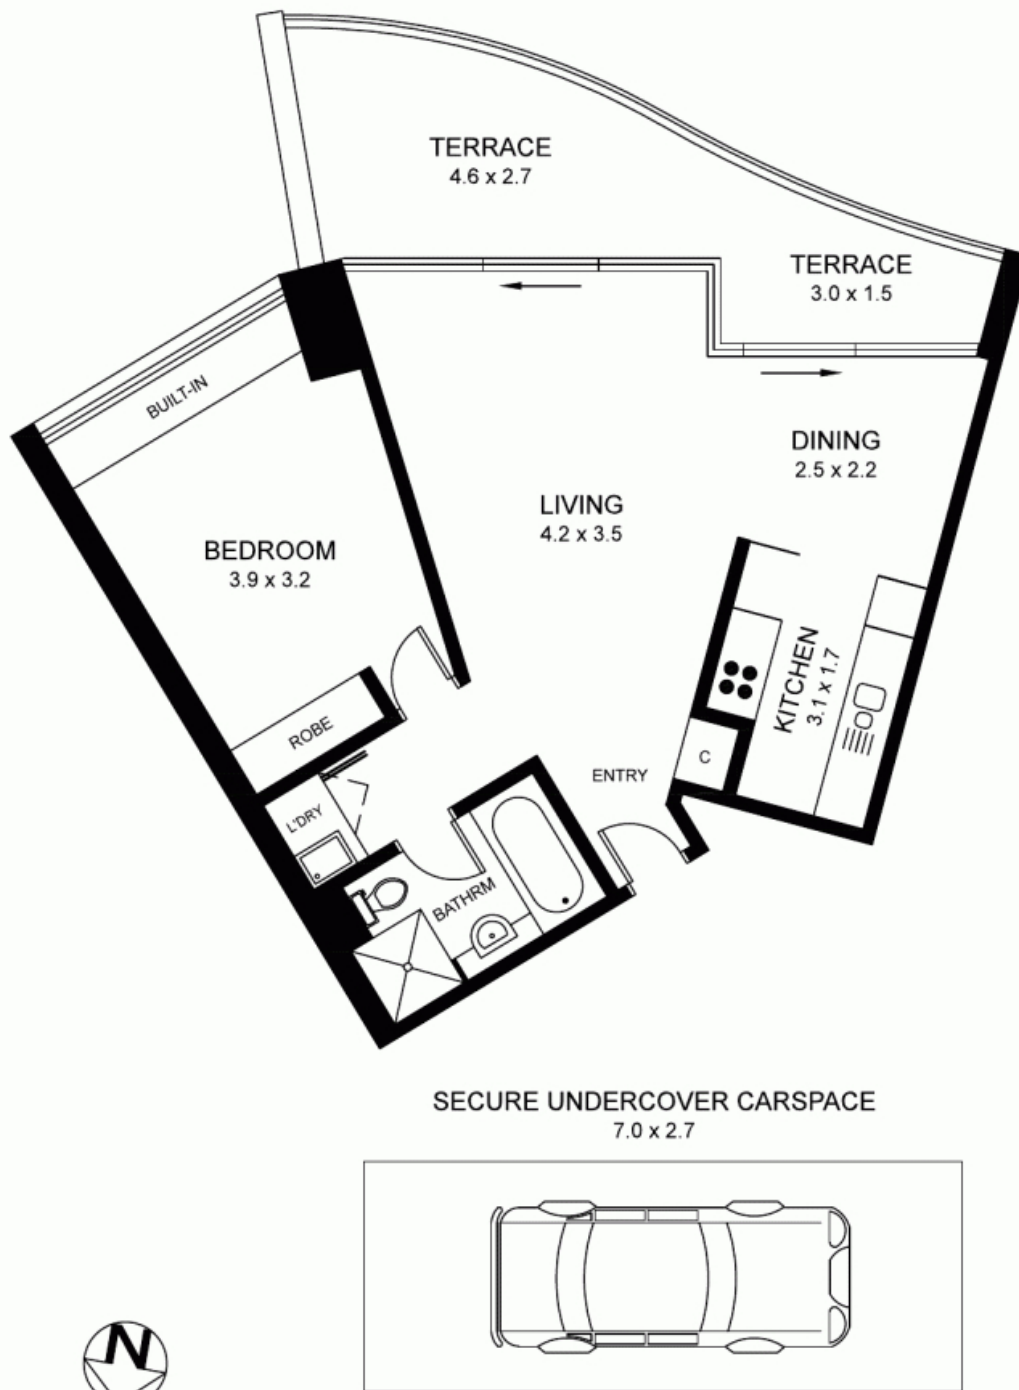 TERRACE
4.6 x 2.7
TERRACE
3.0 x 1.5
BUILT-IN
DINING
2.5 x 2.2
LIVING
4.2 x 3.5
BEDROOM
3.9 x 3.2
KITCHEN
3.1 x 1.7
ROBE
C
ENTRY
L'DRY
BATHRM
SECURE UNDERCOVER CARSPACE
7.0 x 2.7
N